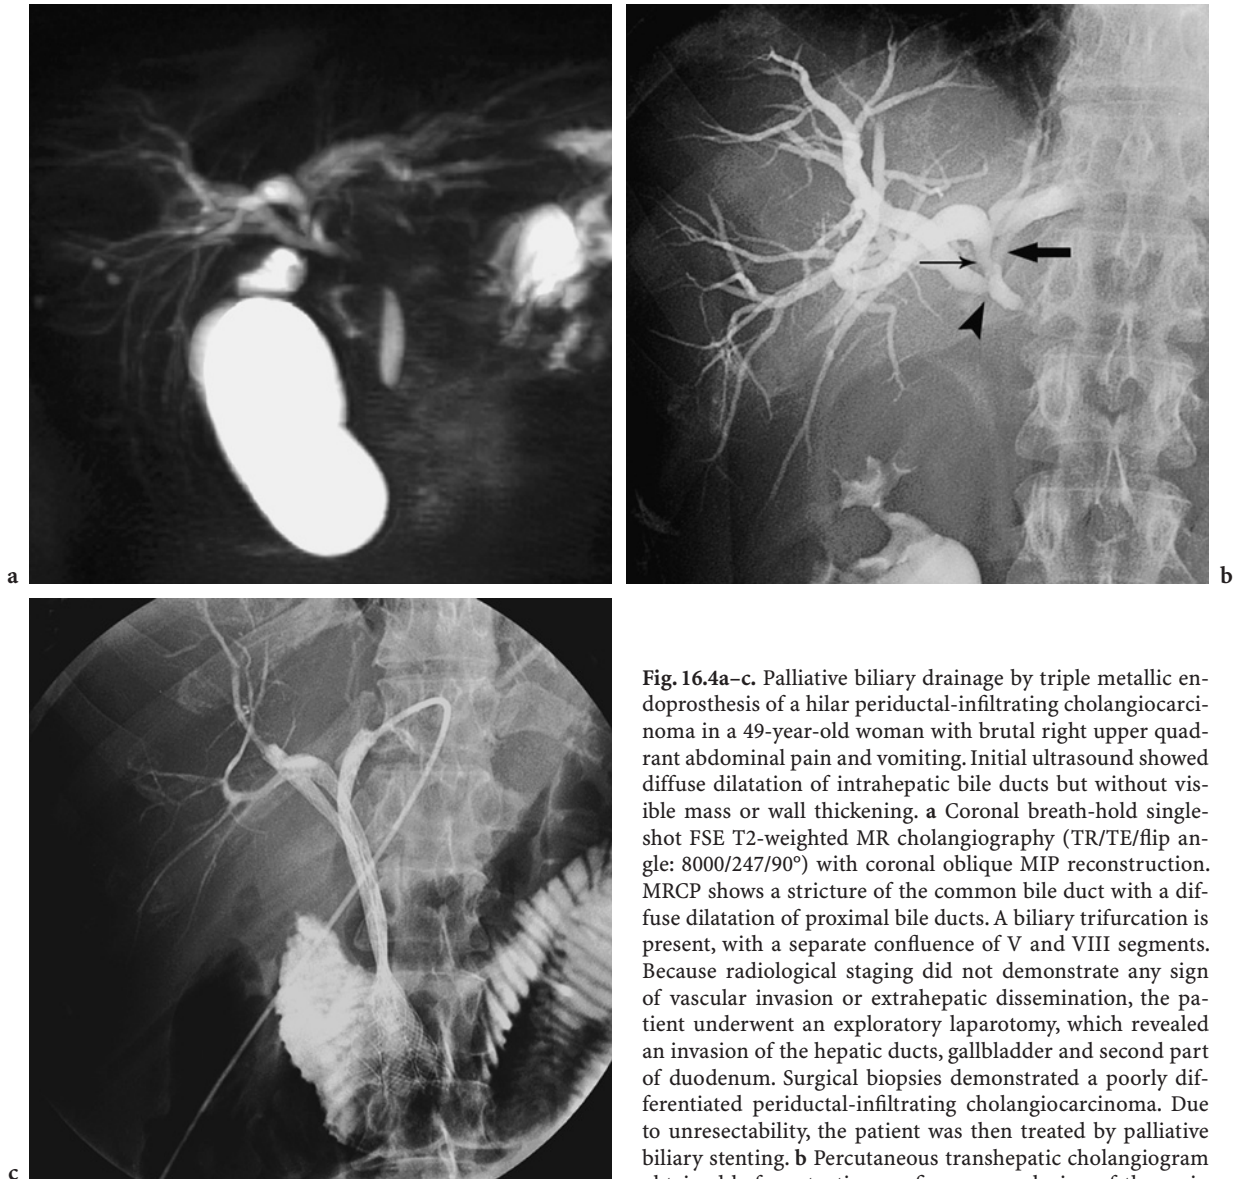 a
b
c
Fig. 16.4a–c. Palliative biliary drainage by triple metallic en-
doprosthesis of a hilar periductal-infiltrating cholangiocarci-
noma in a 49-year-old woman with brutal right upper quad-
rant abdominal pain and vomiting. Initial ultrasound showed
diffuse dilatation of intrahepatic bile ducts but without vis-
ible mass or wall thickening. a Coronal breath-hold single-
shot FSE T2-weighted MR cholangiography (TR/TE/flip an-
gle: 8000/247/90°) with coronal oblique MIP reconstruction.
MRCP shows a stricture of the common bile duct with a dif-
fuse dilatation of proximal bile ducts. A biliary trifurcation is
present, with a separate confluence of V and VIII segments.
Because radiological staging did not demonstrate any sign
of vascular invasion or extrahepatic dissemination, the pa-
tient underwent an exploratory laparotomy, which revealed
an invasion of the hepatic ducts, gallbladder and second part
of duodenum. Surgical biopsies demonstrated a poorly dif-
ferentiated periductal-infiltrating cholangiocarcinoma. Due
to unresectability, the patient was then treated by palliative
biliary stenting. b Percutaneous transhepatic cholangiogram